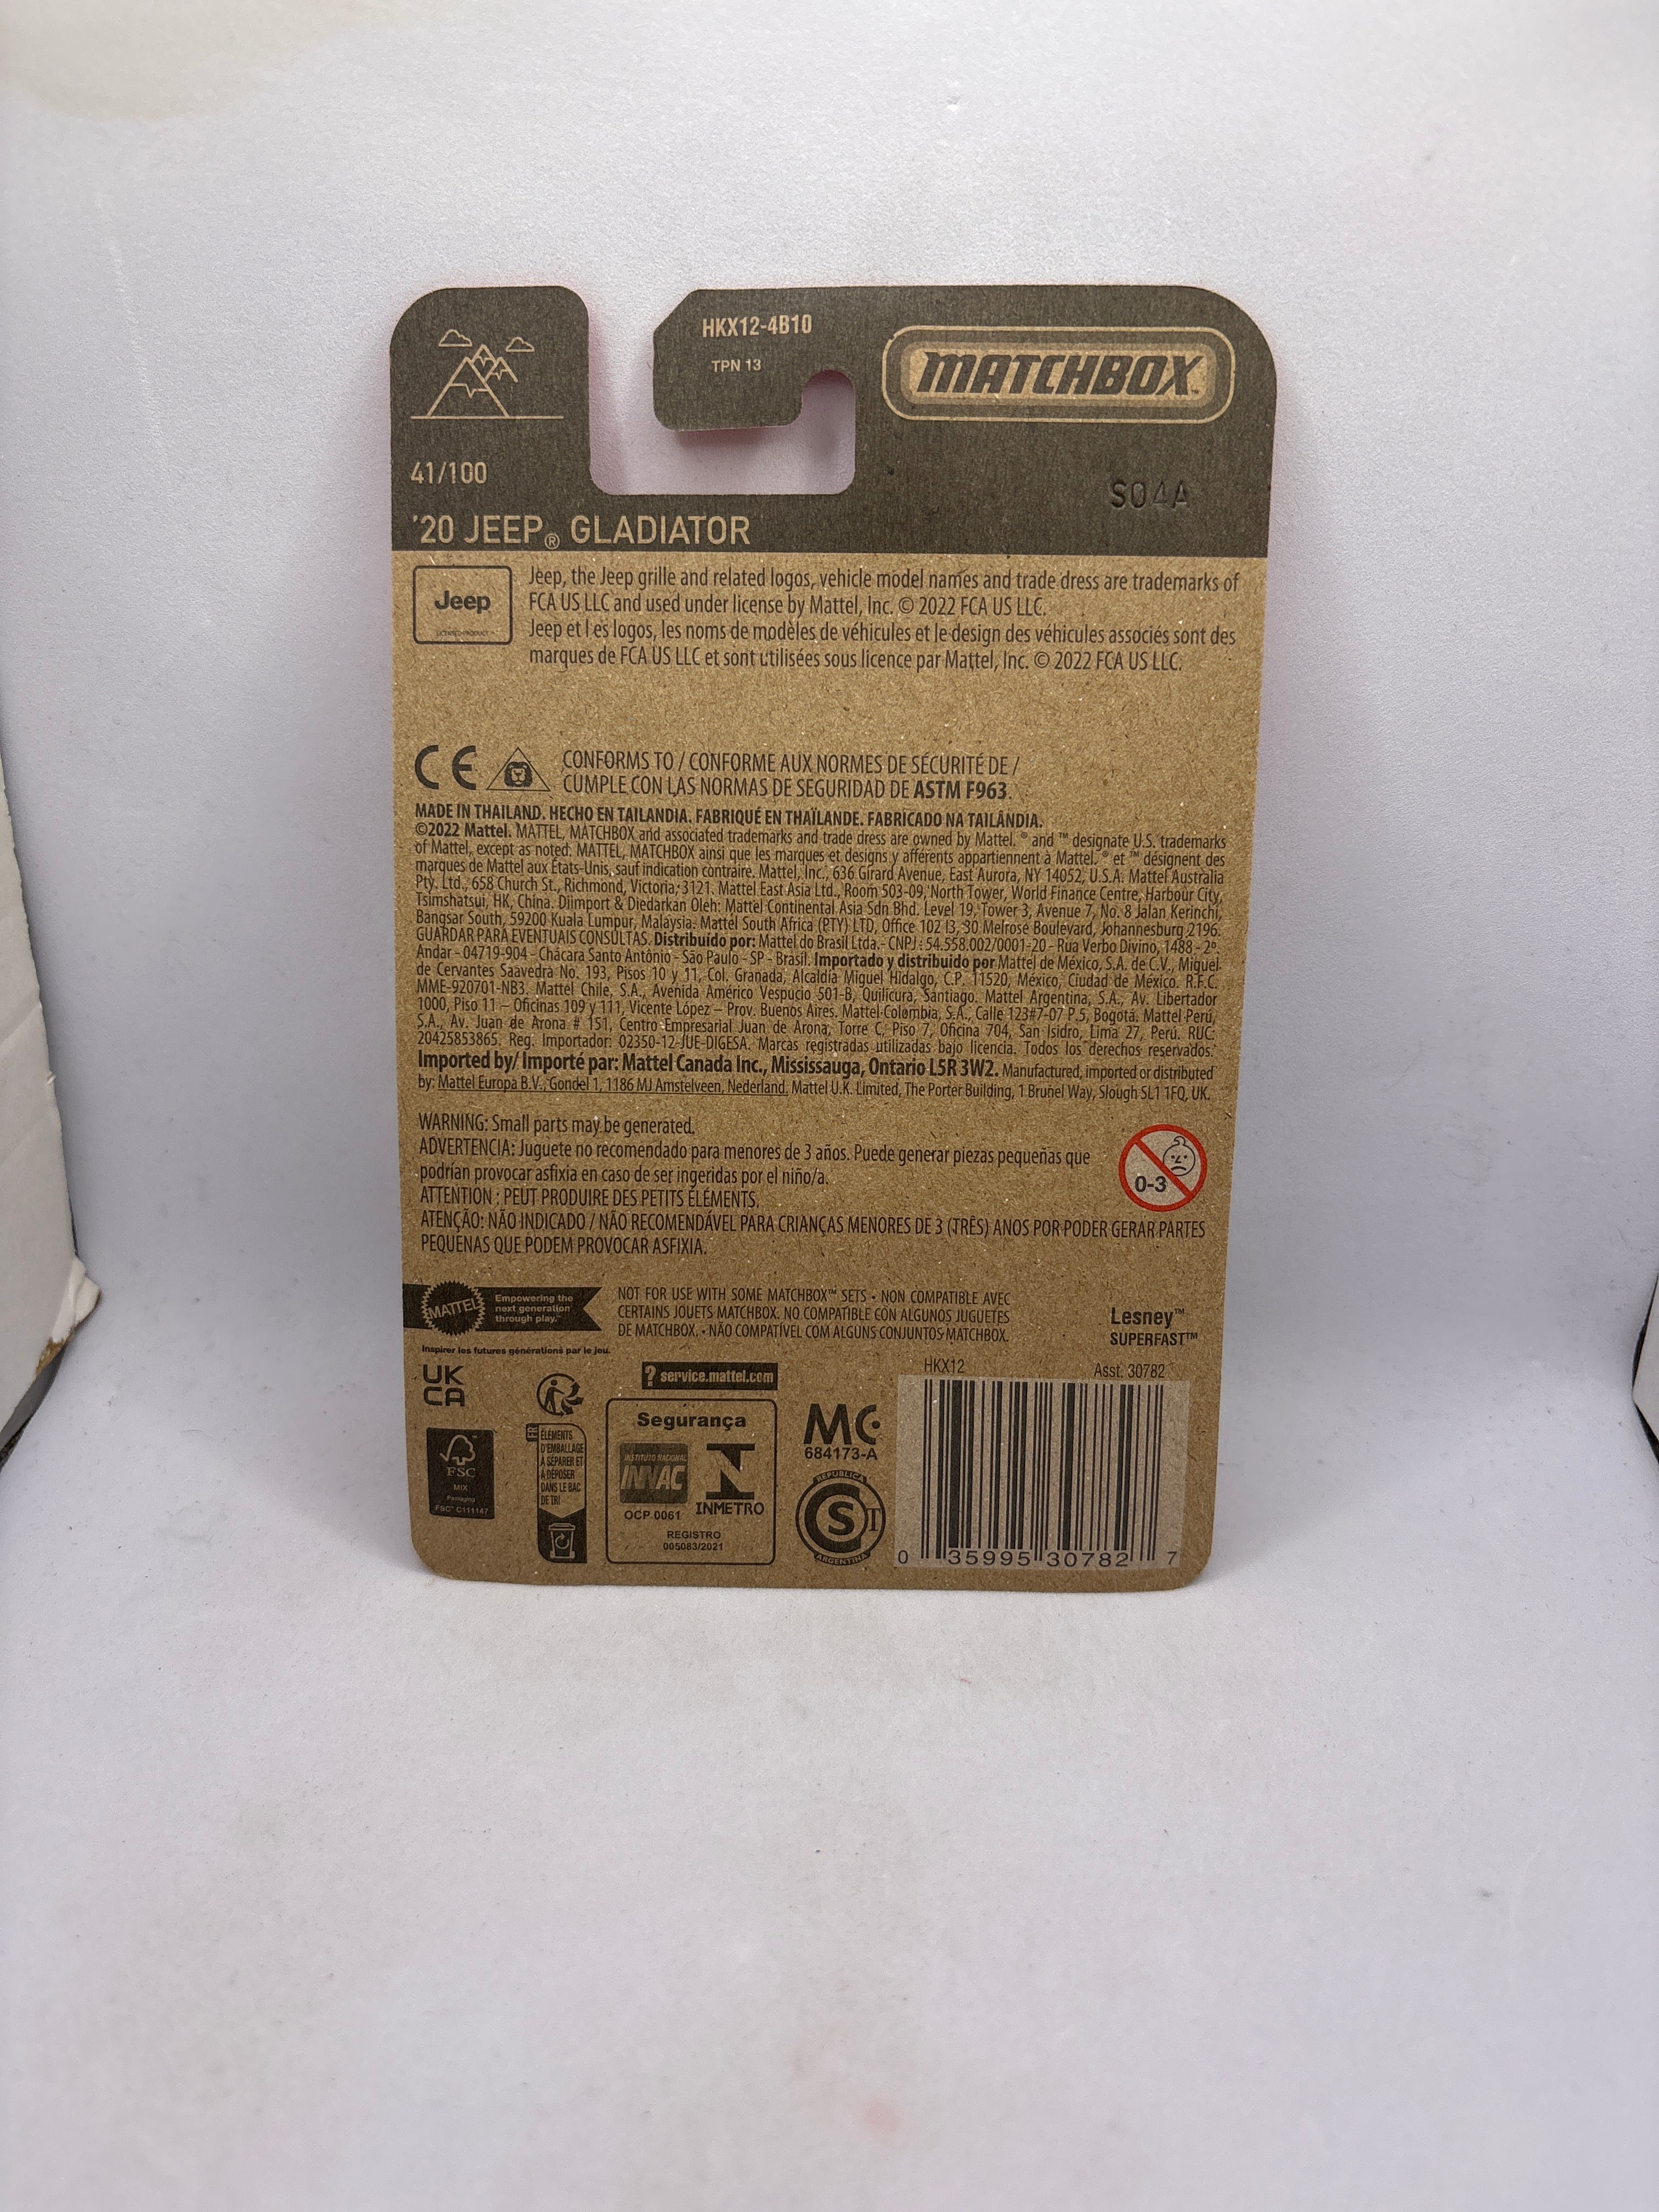 HKX12-4B10
TPN 13
MATCHBOX™
41/100
S04A
'20 JEEP® GLADIATOR
Jeep
LICENSED PRODUCT™
Jeep, the Jeep grille and related logos, vehicle model names and trade dress are trademarks of
FCA US LLC and used under license by Mattel, Inc. © 2022 FCA US LLC.
Jeep et les logos, les noms de modèles de véhicules et le design des véhicules associés sont des
marques de FCA US LLC et sont utilisées sous licence par Mattel, Inc. © 2022 FCA US LLC.
CE
CONFORMS TO / CONFORME AUX NORMES DE SÉCURITÉ DE /
CUMPLE CON LAS NORMAS DE SEGURIDAD DE ASTM F963.
MADE IN THAILAND. HECHO EN TAILANDIA. FABRIQUÉ EN THAÏLANDE. FABRICADO NA TAILÂNDIA.
©2022 Mattel. MATTEL, MATCHBOX and associated trademarks and trade dress are owned by Mattel. ® and ™ designate U.S. trademarks
of Mattel, except as noted. MATTEL, MATCHBOX ainsi que les marques et designs y afférents appartiennent à Mattel. ® et ™ désignent des
marques de Mattel aux États-Unis, sauf indication contraire. Mattel, Inc., 636 Girard Avenue, East Aurora, NY 14052, U.S.A. Mattel Australia
Pty. Ltd., 658 Church St., Richmond, Victoria, 3121. Mattel East Asia Ltd., Room 503-09, North Tower, World Finance Centre, Harbour City,
Tsimshatsui, HK, China. Diimport & Diedarkan Oleh: Mattel Continental Asia Sdn Bhd. Level 19, Tower 3, Avenue 7, No. 8 Jalan Kerinchi,
Bangsar South, 59200 Kuala Lumpur, Malaysia. Mattel South Africa (PTY) LTD, Office 102 I3, 30 Melrose Boulevard, Johannesburg 2196.
GUARDAR PARA EVENTUAIS CONSULTAS. Distribuído por: Mattel do Brasil Ltda.- CNPJ : 54.558.002/0001-20 - Rua Verbo Divino, 1488 - 2º.
Andar - 04719-904 - Chácara Santo Antônio - São Paulo - SP - Brasil. Importado y distribuido por Mattel de México, S.A. de C.V., Miguel
de Cervantes Saavedra No. 193, Pisos 10 y 11, Col. Granada, Alcaldía Miguel Hidalgo, C.P. 11520, México, Ciudad de México. R.F.C.
MME-920701-NB3. Mattel Chile, S.A., Avenida Américo Vespucio 501-B, Quilicura, Santiago. Mattel Argentina, S.A., Av. Libertador
1000, Piso 11 – Oficinas 109 y 111, Vicente López – Prov. Buenos Aires. Mattel Colombia, S.A., Calle 123#7-07 P.5, Bogotá. Mattel Perú,
S.A., Av. Juan de Arona # 151, Centro Empresarial Juan de Arona, Torre C, Piso 7, Oficina 704, San Isidro, Lima 27, Perú. RUC:
20425853865. Reg. Importador: 02350-12-JUE-DIGESA. Marcas registradas utilizadas bajo licencia. Todos los derechos reservados.
Imported by/ Importé par: Mattel Canada Inc., Mississauga, Ontario L5R 3W2. Manufactured, imported or distributed
by: Mattel Europa B.V., Gondel 1, 1186 MJ Amstelveen, Nederland. Mattel U.K. Limited, The Porter Building, 1 Brunel Way, Slough SL1 1FQ, UK.
WARNING: Small parts may be generated.
ADVERTENCIA: Juguete no recomendado para menores de 3 años. Puede generar piezas pequeñas que
podrían provocar asfixia en caso de ser ingeridas por el niño/a.
ATTENTION : PEUT PRODUIRE DES PETITS ÉLÉMENTS.
ATENÇÃO: NÃO INDICADO / NÃO RECOMENDÁVEL PARA CRIANÇAS MENORES DE 3 (TRÊS) ANOS POR PODER GERAR PARTES
PEQUENAS QUE PODEM PROVOCAR ASFIXIA.
0-3
MATTEL
Empowering the
next generation
through play.™
Inspirer les futures générations par le jeu.
NOT FOR USE WITH SOME MATCHBOX™ SETS • NON COMPATIBLE AVEC
CERTAINS JOUETS MATCHBOX. NO COMPATIBLE CON ALGUNOS JUGUETES
DE MATCHBOX. • NÃO COMPATÍVEL COM ALGUNS CONJUNTOS MATCHBOX.
Lesney™
SUPERFAST™
UK
CA
FSC
MIX
Packaging
FSC® C111147
FR
ÉLÉMENTS
D'EMBALLAGE
À SÉPARER ET
À DÉPOSER
DANS LE BAC
DE TRI
? service.mattel.com
Segurança
INSTITUTO NACIONAL
INNAC
OCP 0061
INMETRO
REGISTRO
005083/2021
MC
684173-A
REPUBLICA
ST
ARGENTINA
HKX12
Asst. 30782
0 35995 30782 7